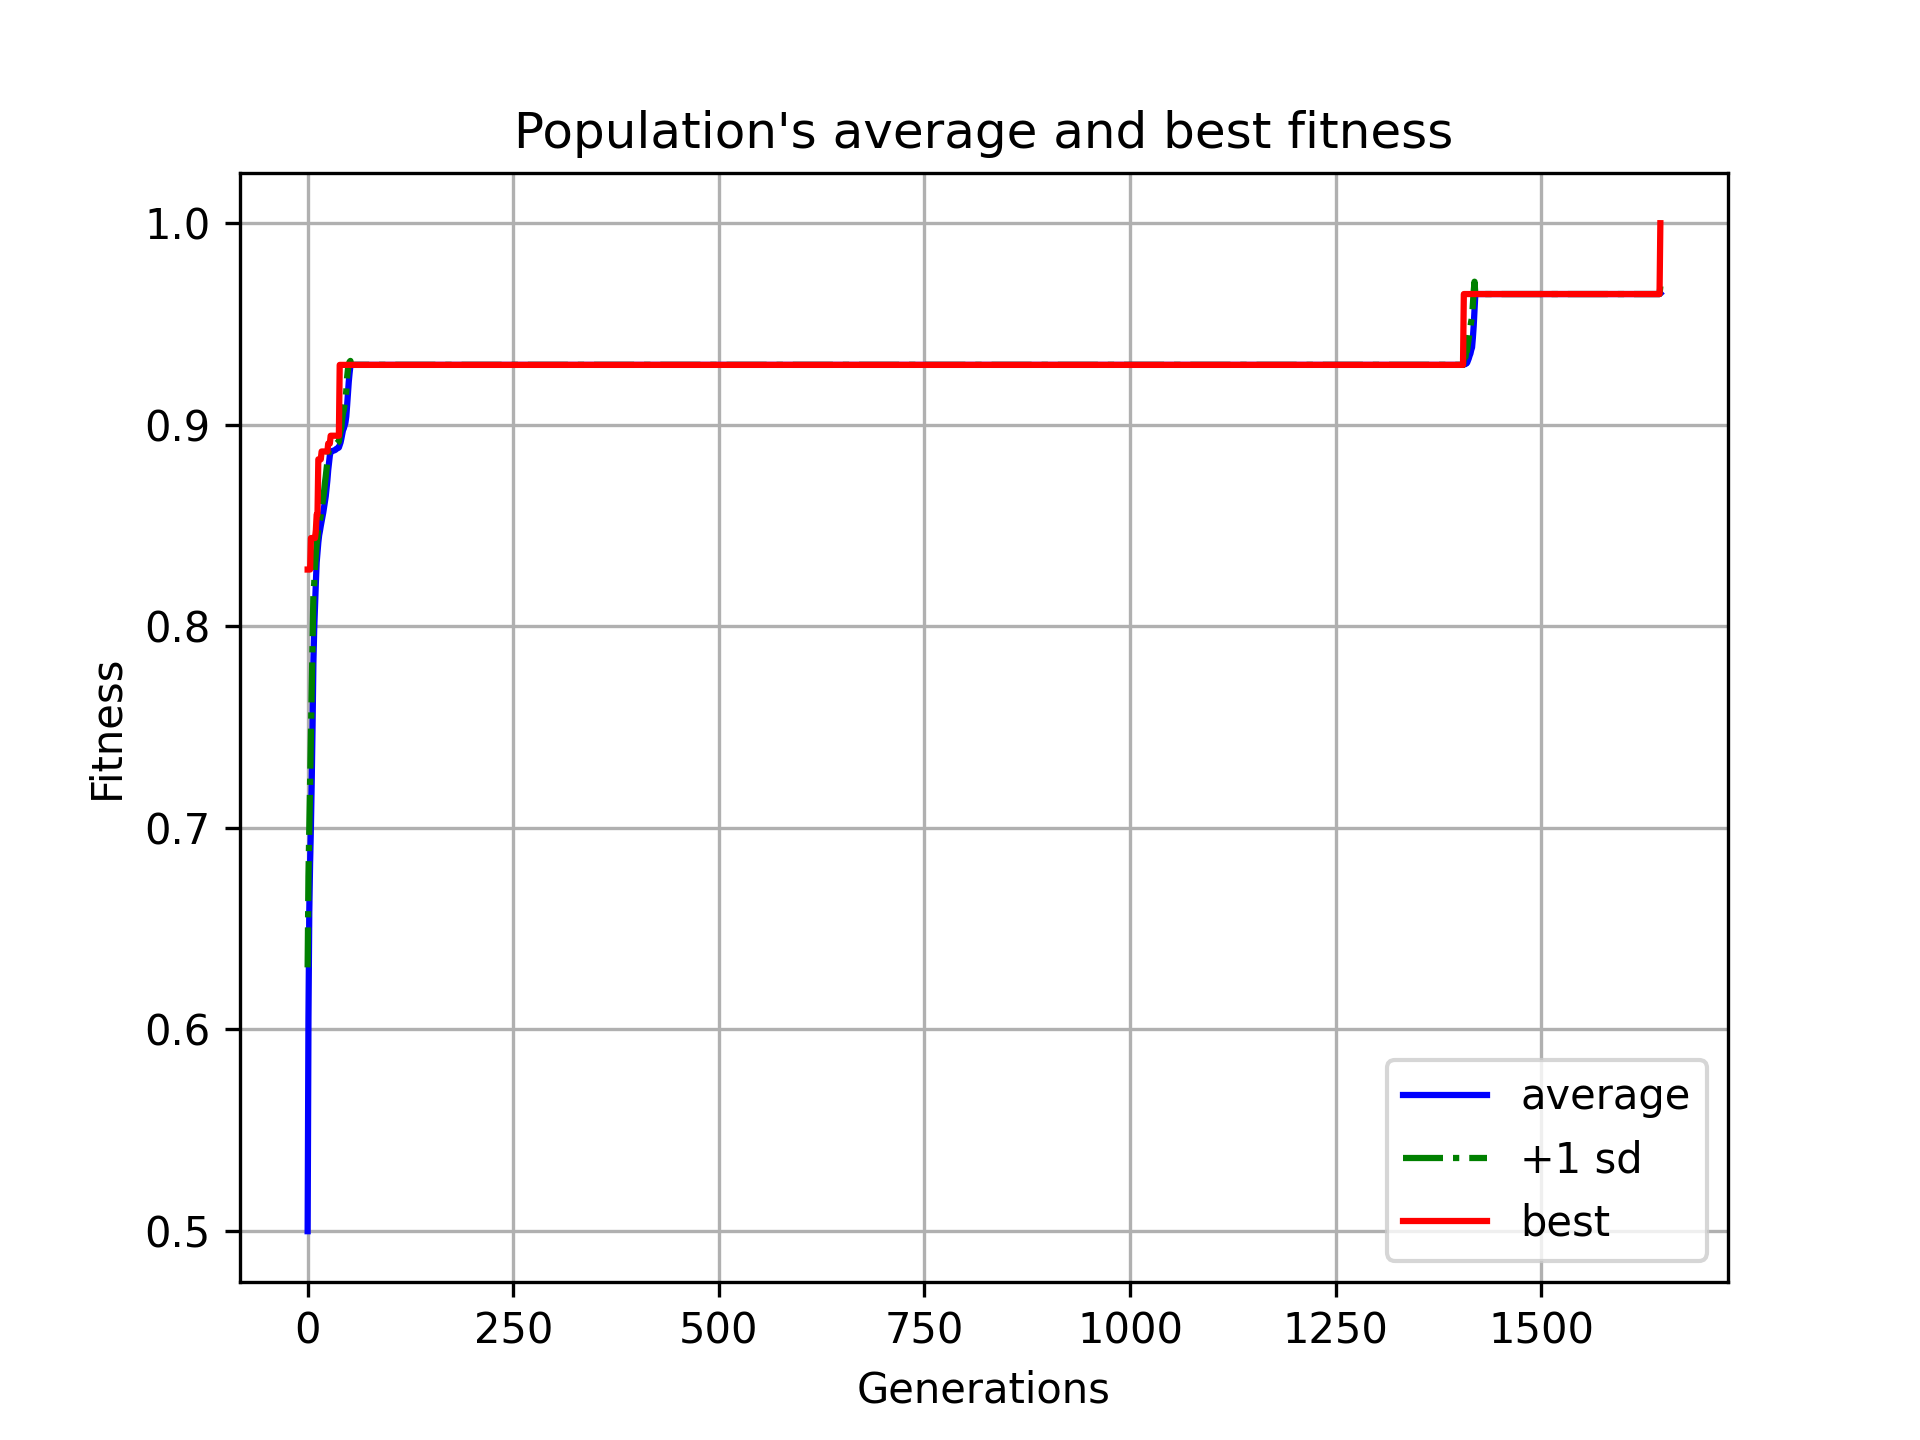 Population's average and best fitness
1.0
0.9
0.8
0.7
0.6
0.5
Fitness
0 250 500 750 1000 1250 1500
Generations
average
+1 sd
best